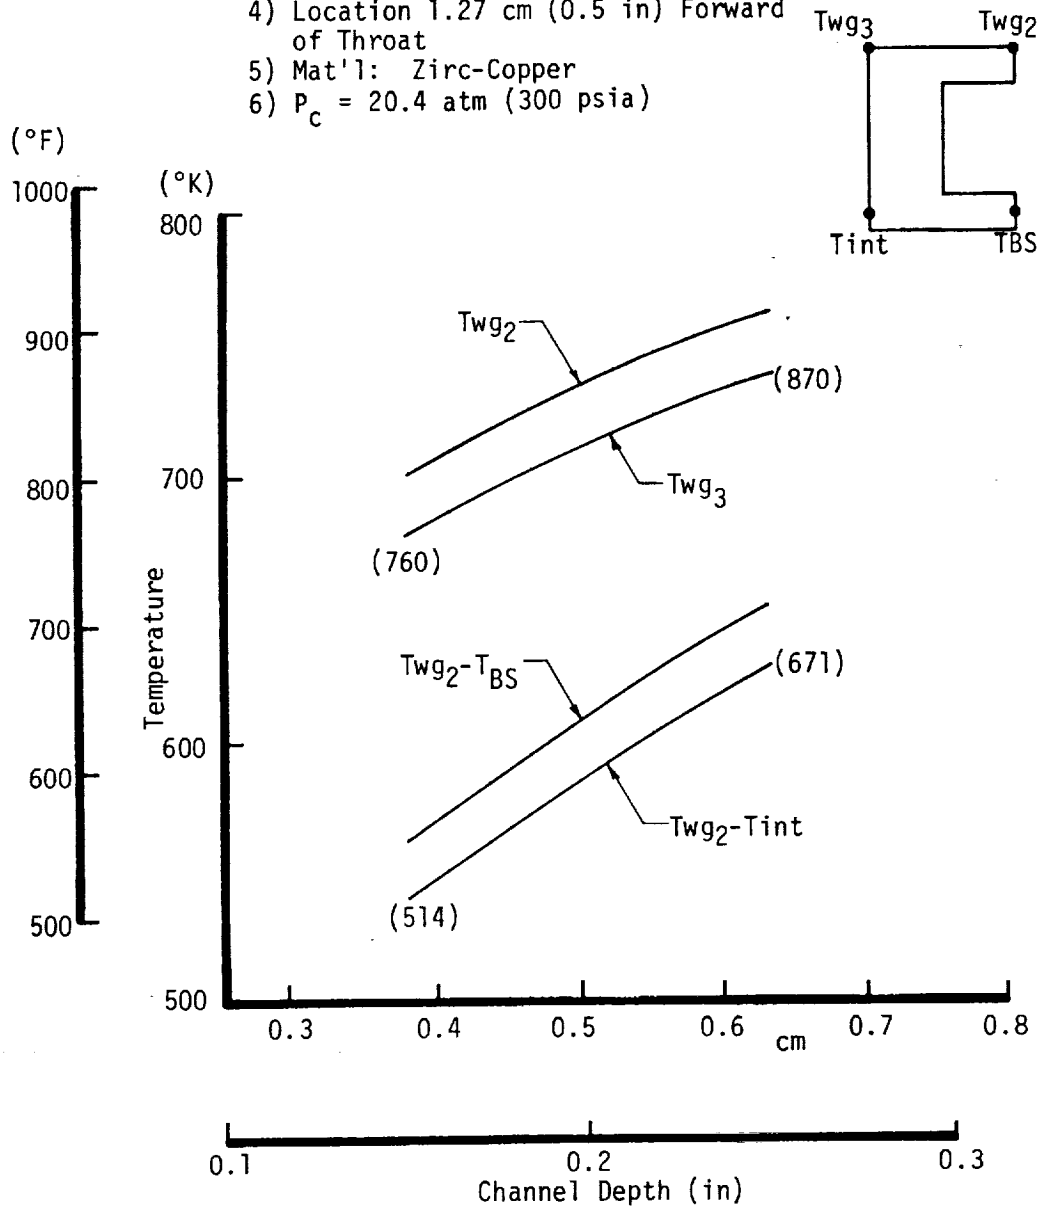 4) Location 1.27 cm (0.5 in) Forward
of Throat
5) Mat'l: Zirc-Copper
6) Pc = 20.4 atm (300 psia)
Twg3
Twg2
Tint
TBS
(°F)
1000
900
800
700
600
500
(°K)
800
700
600
500
Temperature
Twg2
(870)
Twg3
(760)
Twg2-TBS
(671)
Twg2-Tint
(514)
0.3
0.4
0.5
0.6
cm
0.7
0.8
0.1
0.2
0.3
Channel Depth (in)